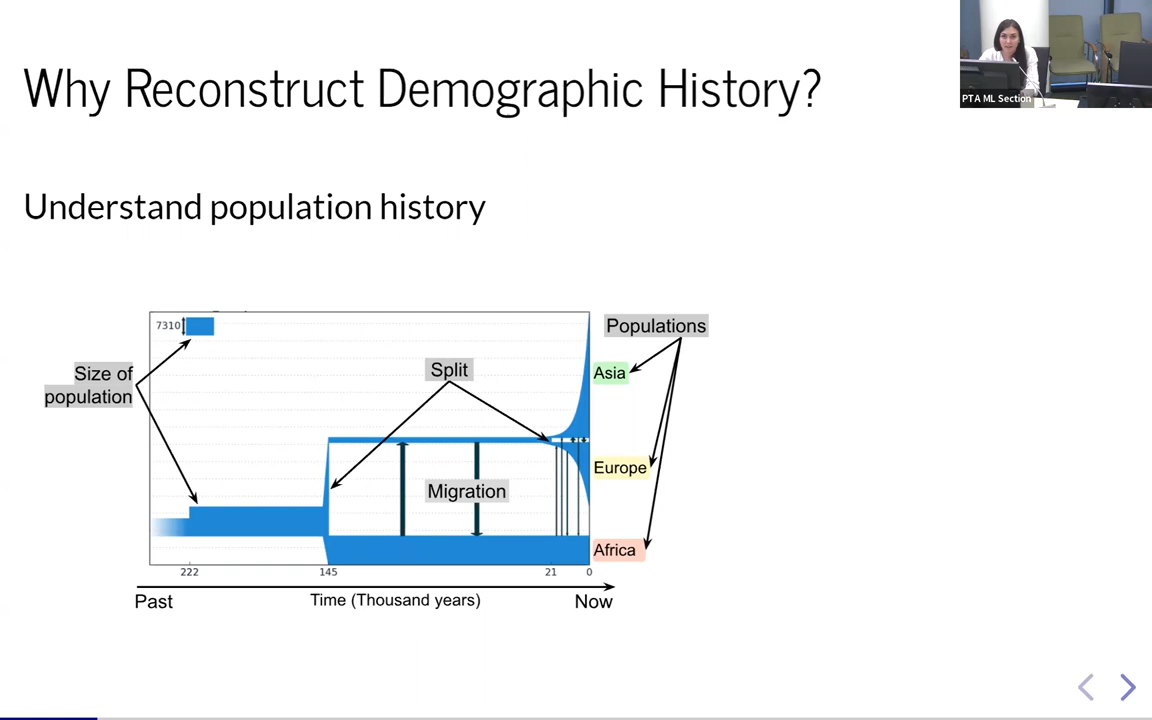 Why Reconstruct Demographic History?
PTA ML Section
Understand population history
7310
Populations
Size of
population
Split
Asia
Migration
Europe
Africa
222
145
21
0
Past
Time (Thousand years)
Now